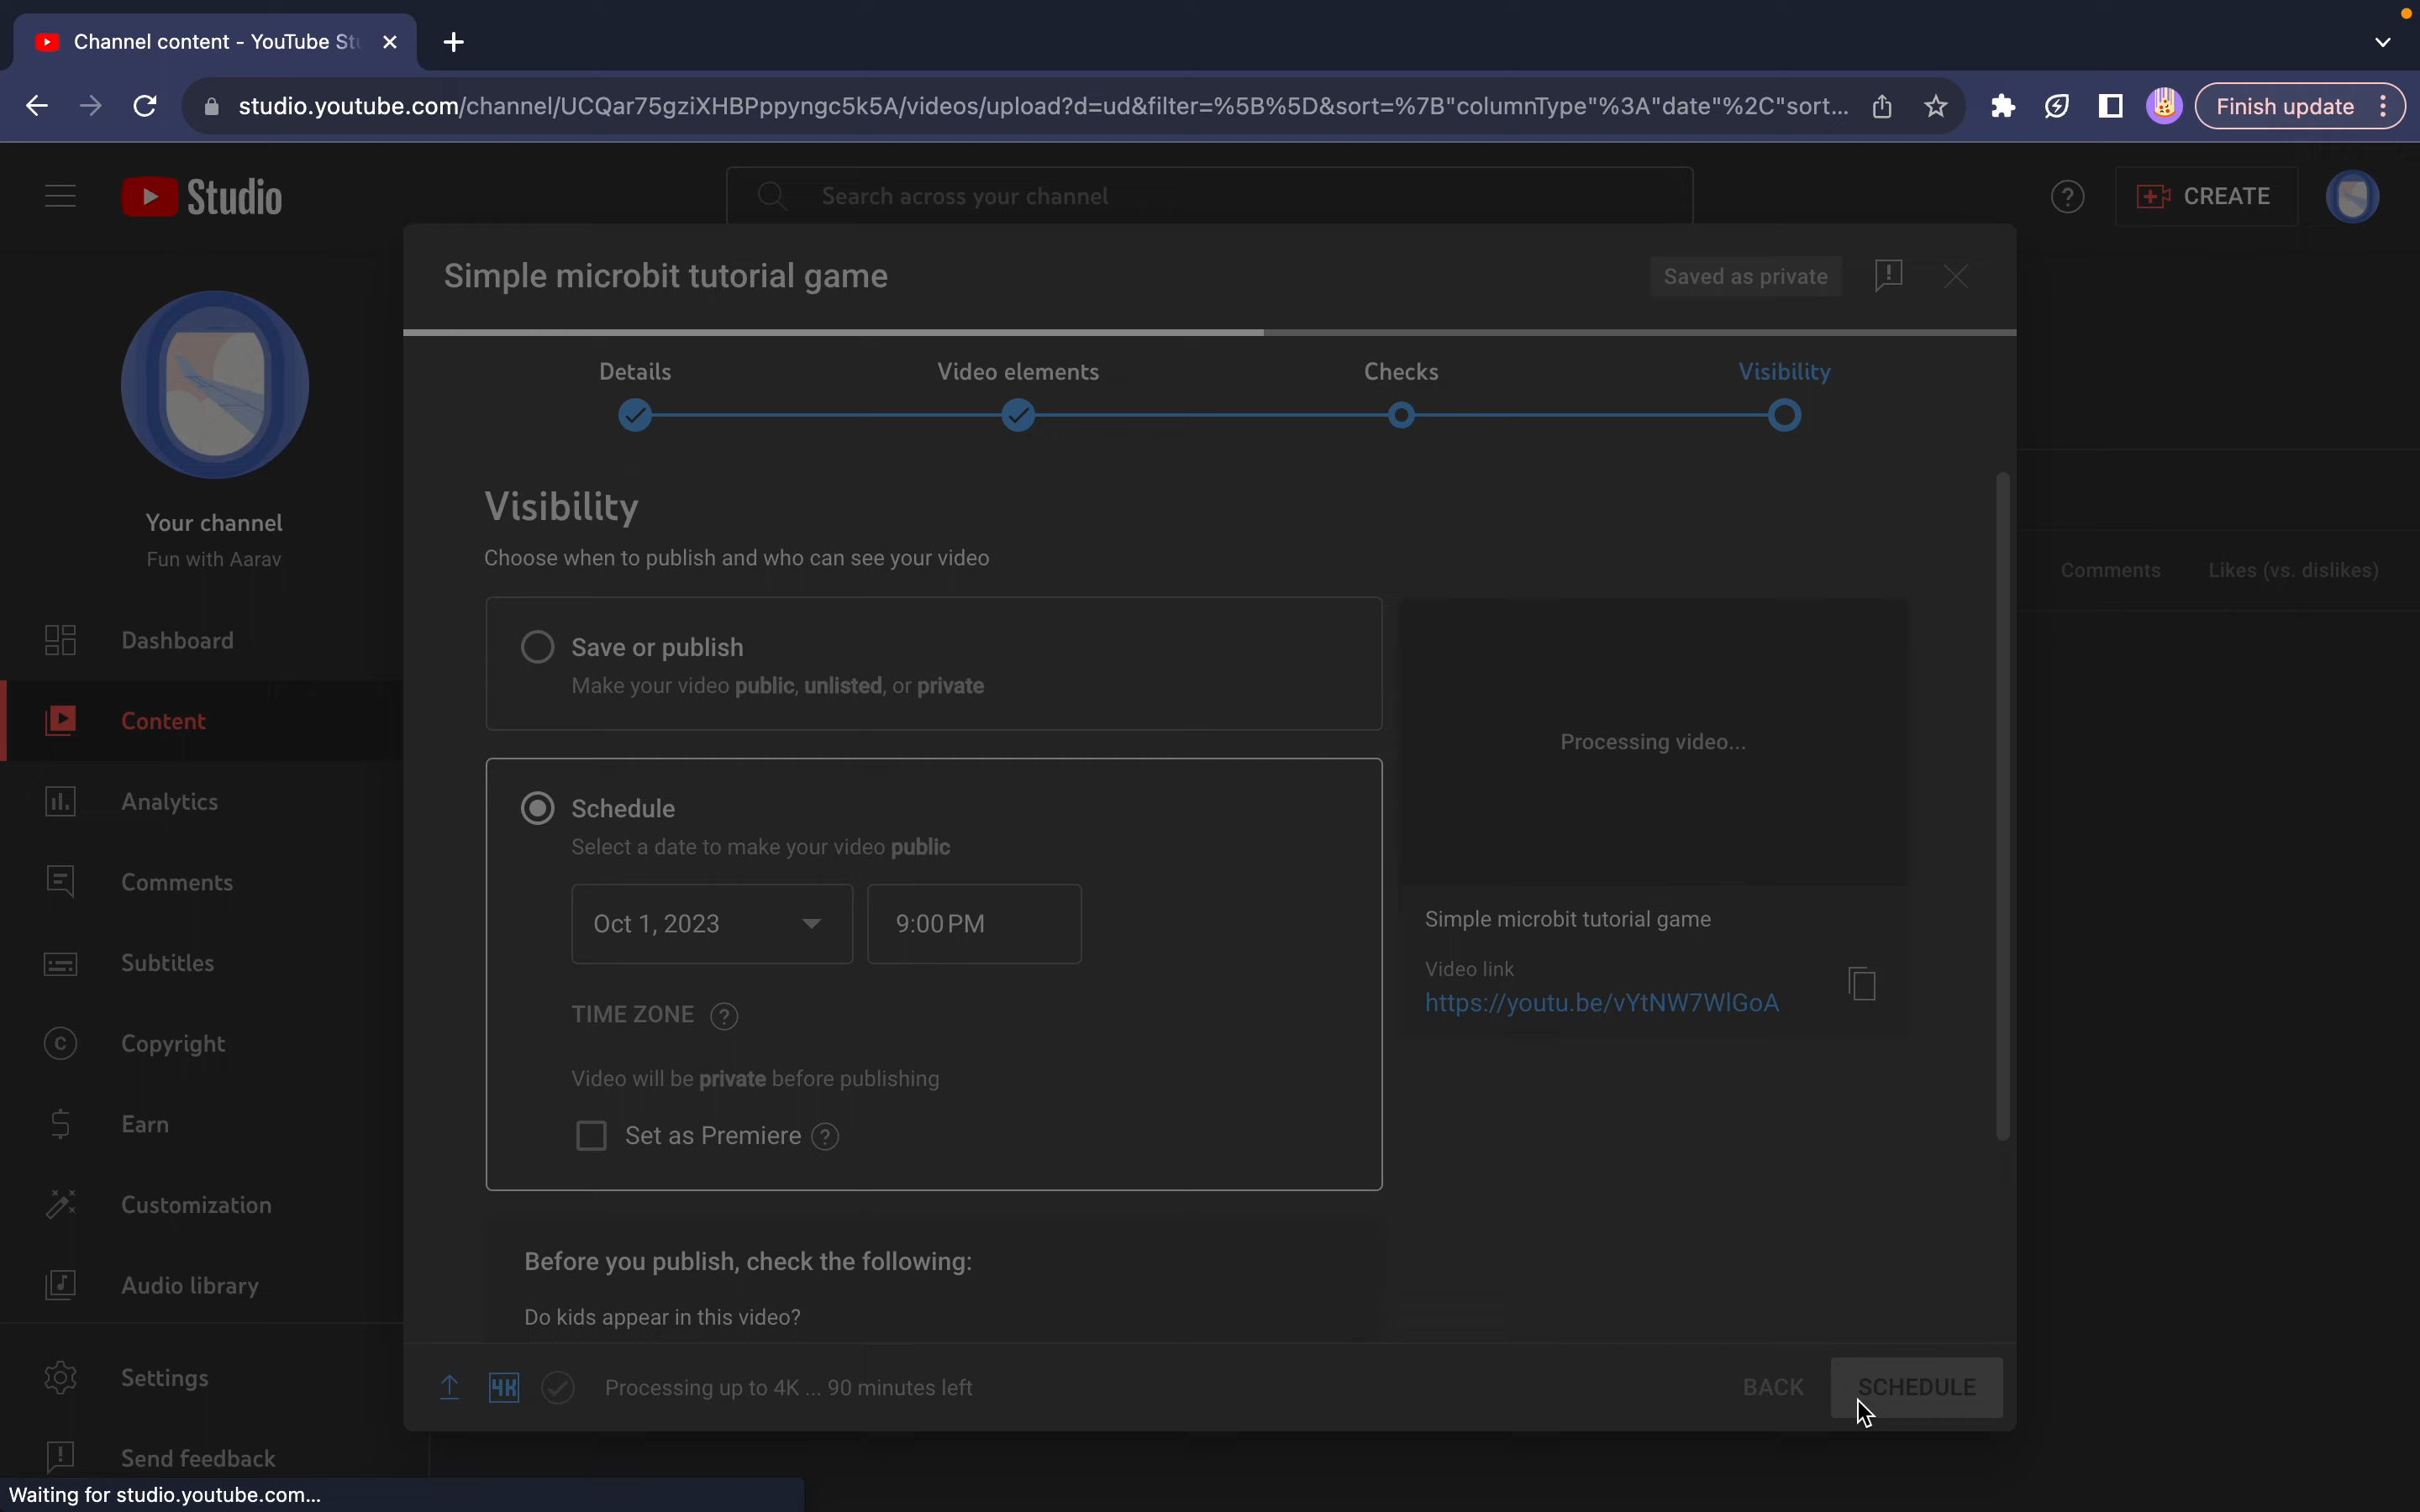 Channel content - YouTube St
studio.youtube.com/channel/UCQar75gziXHBPppyngc5k5A/videos/upload?d=ud&filter=%5B%5D&sort=%7B"columnType"%3A"date"%2C"sort...
Finish update
Studio
Search across your channel
CREATE
Simple microbit tutorial game
Saved as private
Details
Video elements
Checks
Visibility
Your channel
Fun with Aarav
Dashboard
Content
Analytics
Comments
Subtitles
Copyright
Earn
Customization
Audio library
Settings
Send feedback
Visibility
Choose when to publish and who can see your video
Save or publish
Make your video public, unlisted, or private
Schedule
Select a date to make your video public
Oct 1, 2023
9:00 PM
TIME ZONE
Video will be private before publishing
Set as Premiere
Before you publish, check the following:
Do kids appear in this video?
Processing video...
Simple microbit tutorial game
Video link
https://youtu.be/vYtNW7WlGoA
Comments
Likes (vs. dislikes)
4K
Processing up to 4K ... 90 minutes left
BACK
SCHEDULE
Waiting for studio.youtube.com...